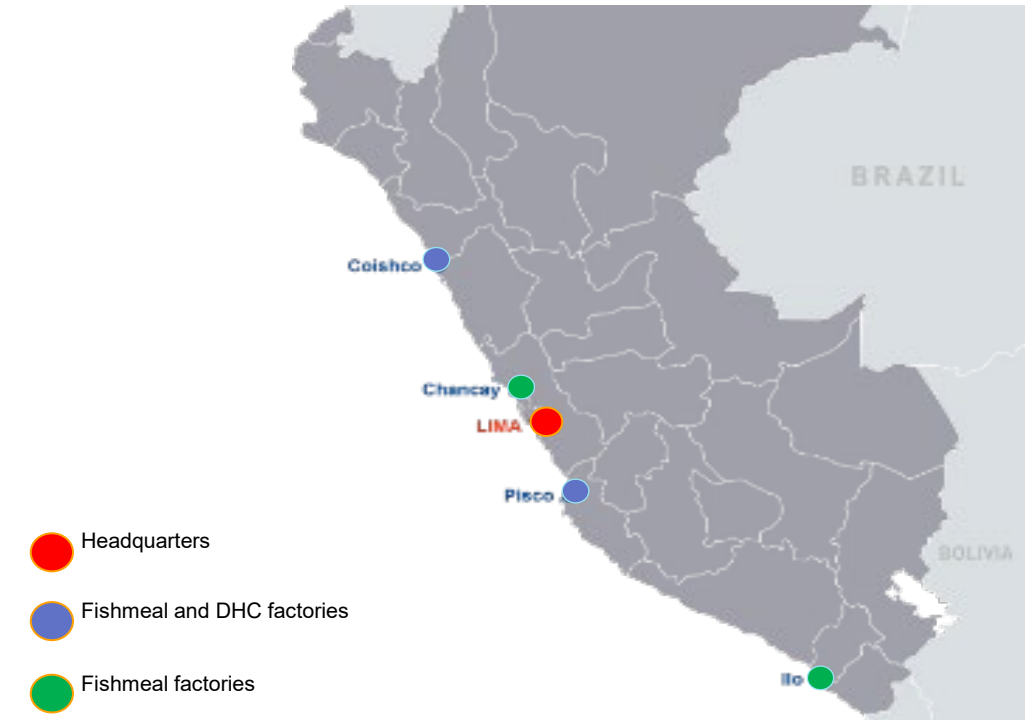 BRAZIL
Coishco
Chancay
LIMA
Pisco
Headquarters
BOLIVIA
Fishmeal and DHC factories
Ilo
Fishmeal factories